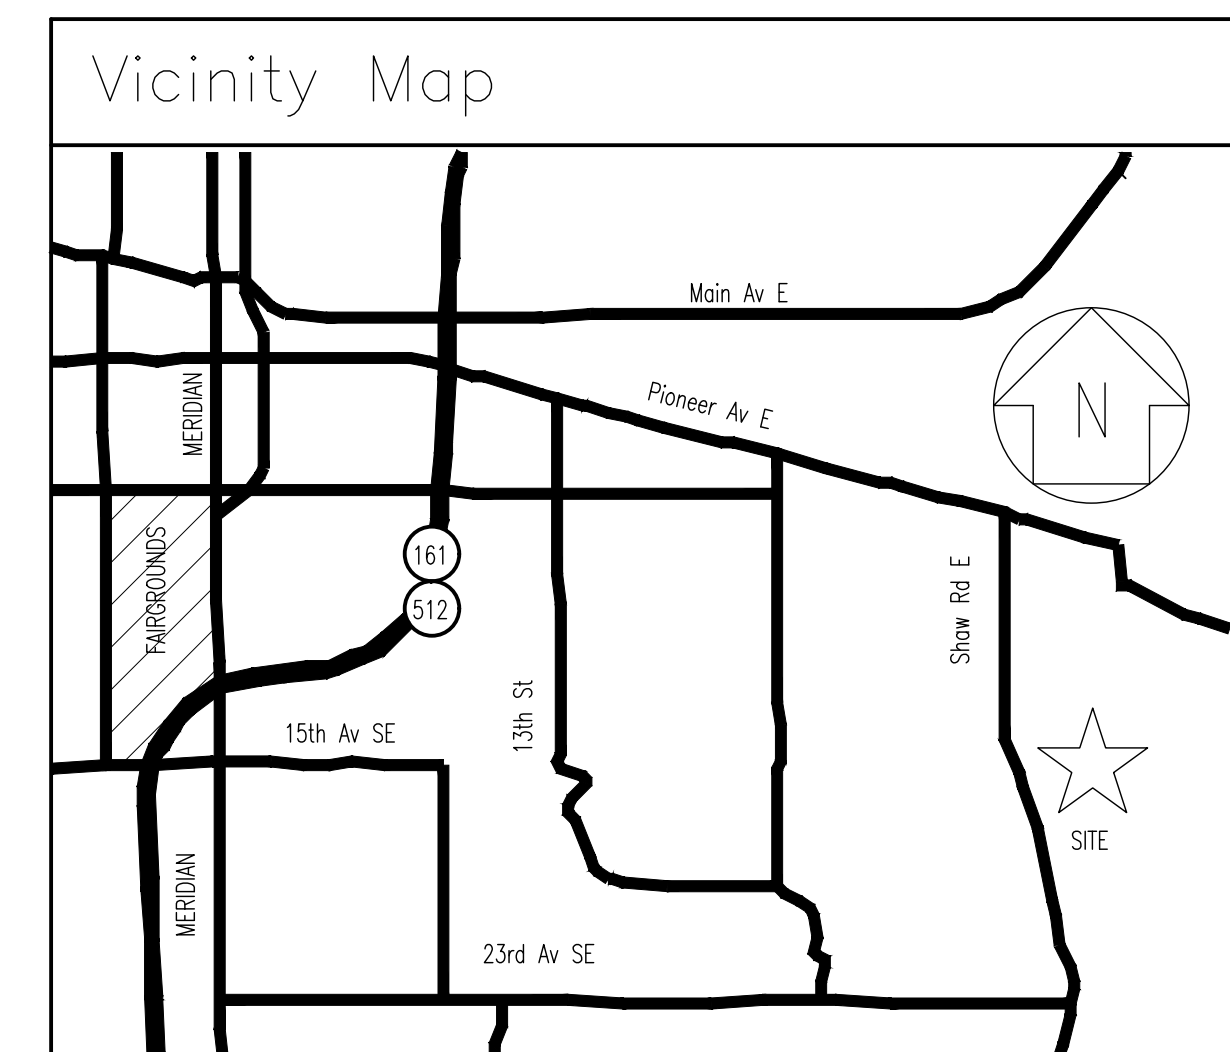 Vicinity Map
Main Av E
MERIDIAN
Pioneer Av E
N
FAIRGROUNDS
161
512
Shaw Rd E
13th St
15th Av SE
SITE
MERIDIAN
23rd Av SE